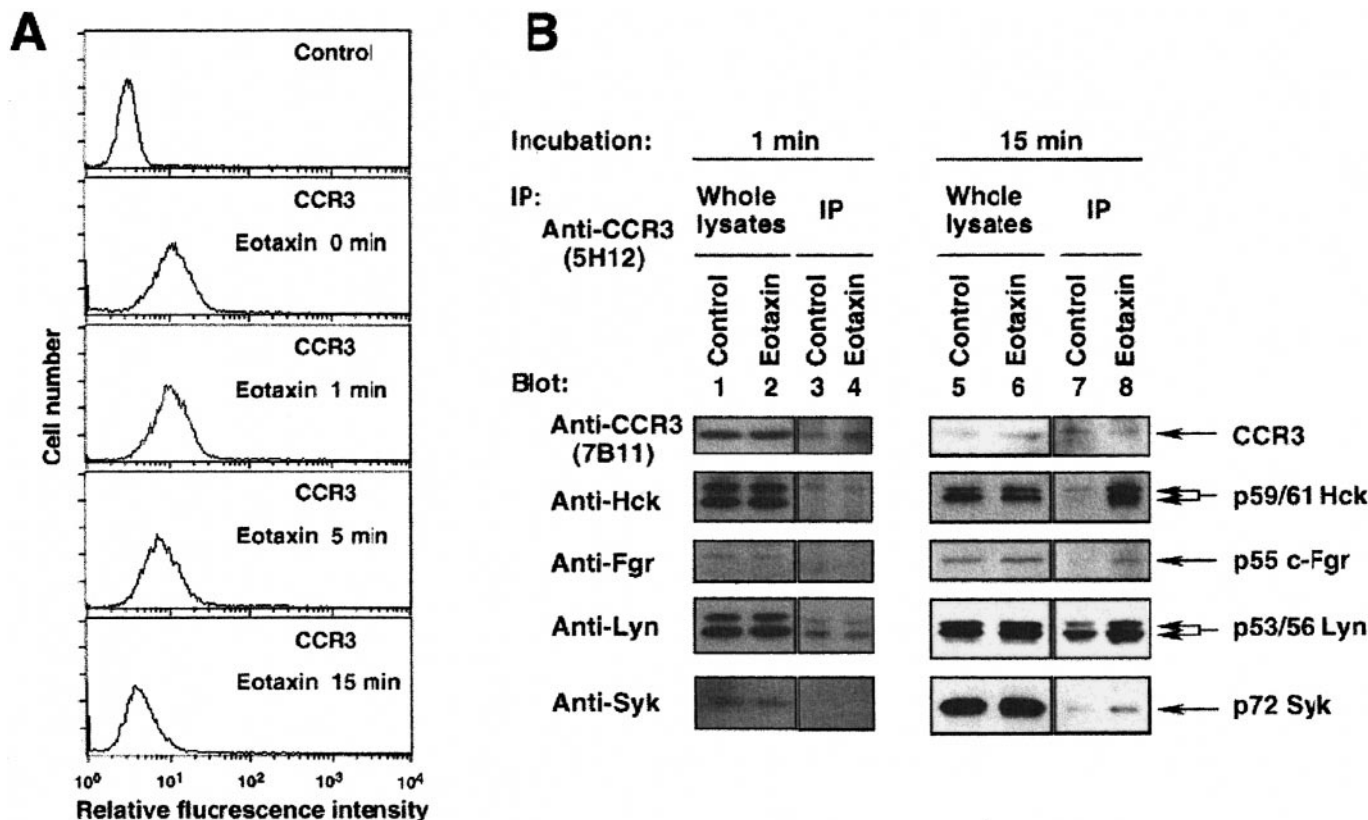 A
Control
CCR3
Eotaxin 0 min
CCR3
Eotaxin 1 min
CCR3
Eotaxin 5 min
CCR3
Eotaxin 15 min
Cell number
10⁰ 10¹ 10² 10³ 10⁴
Relative flucrescence intensity
B
Incubation: 1 min 15 min
IP: Whole lysates IP Whole lysates IP
Anti-CCR3
(5H12)
Control Eotaxin Control Eotaxin Control Eotaxin Control Eotaxin
Blot: 1 2 3 4 5 6 7 8
Anti-CCR3 CCR3
(7B11)
Anti-Hck p59/61 Hck
Anti-Fgr p55 c-Fgr
Anti-Lyn p53/56 Lyn
Anti-Syk p72 Syk